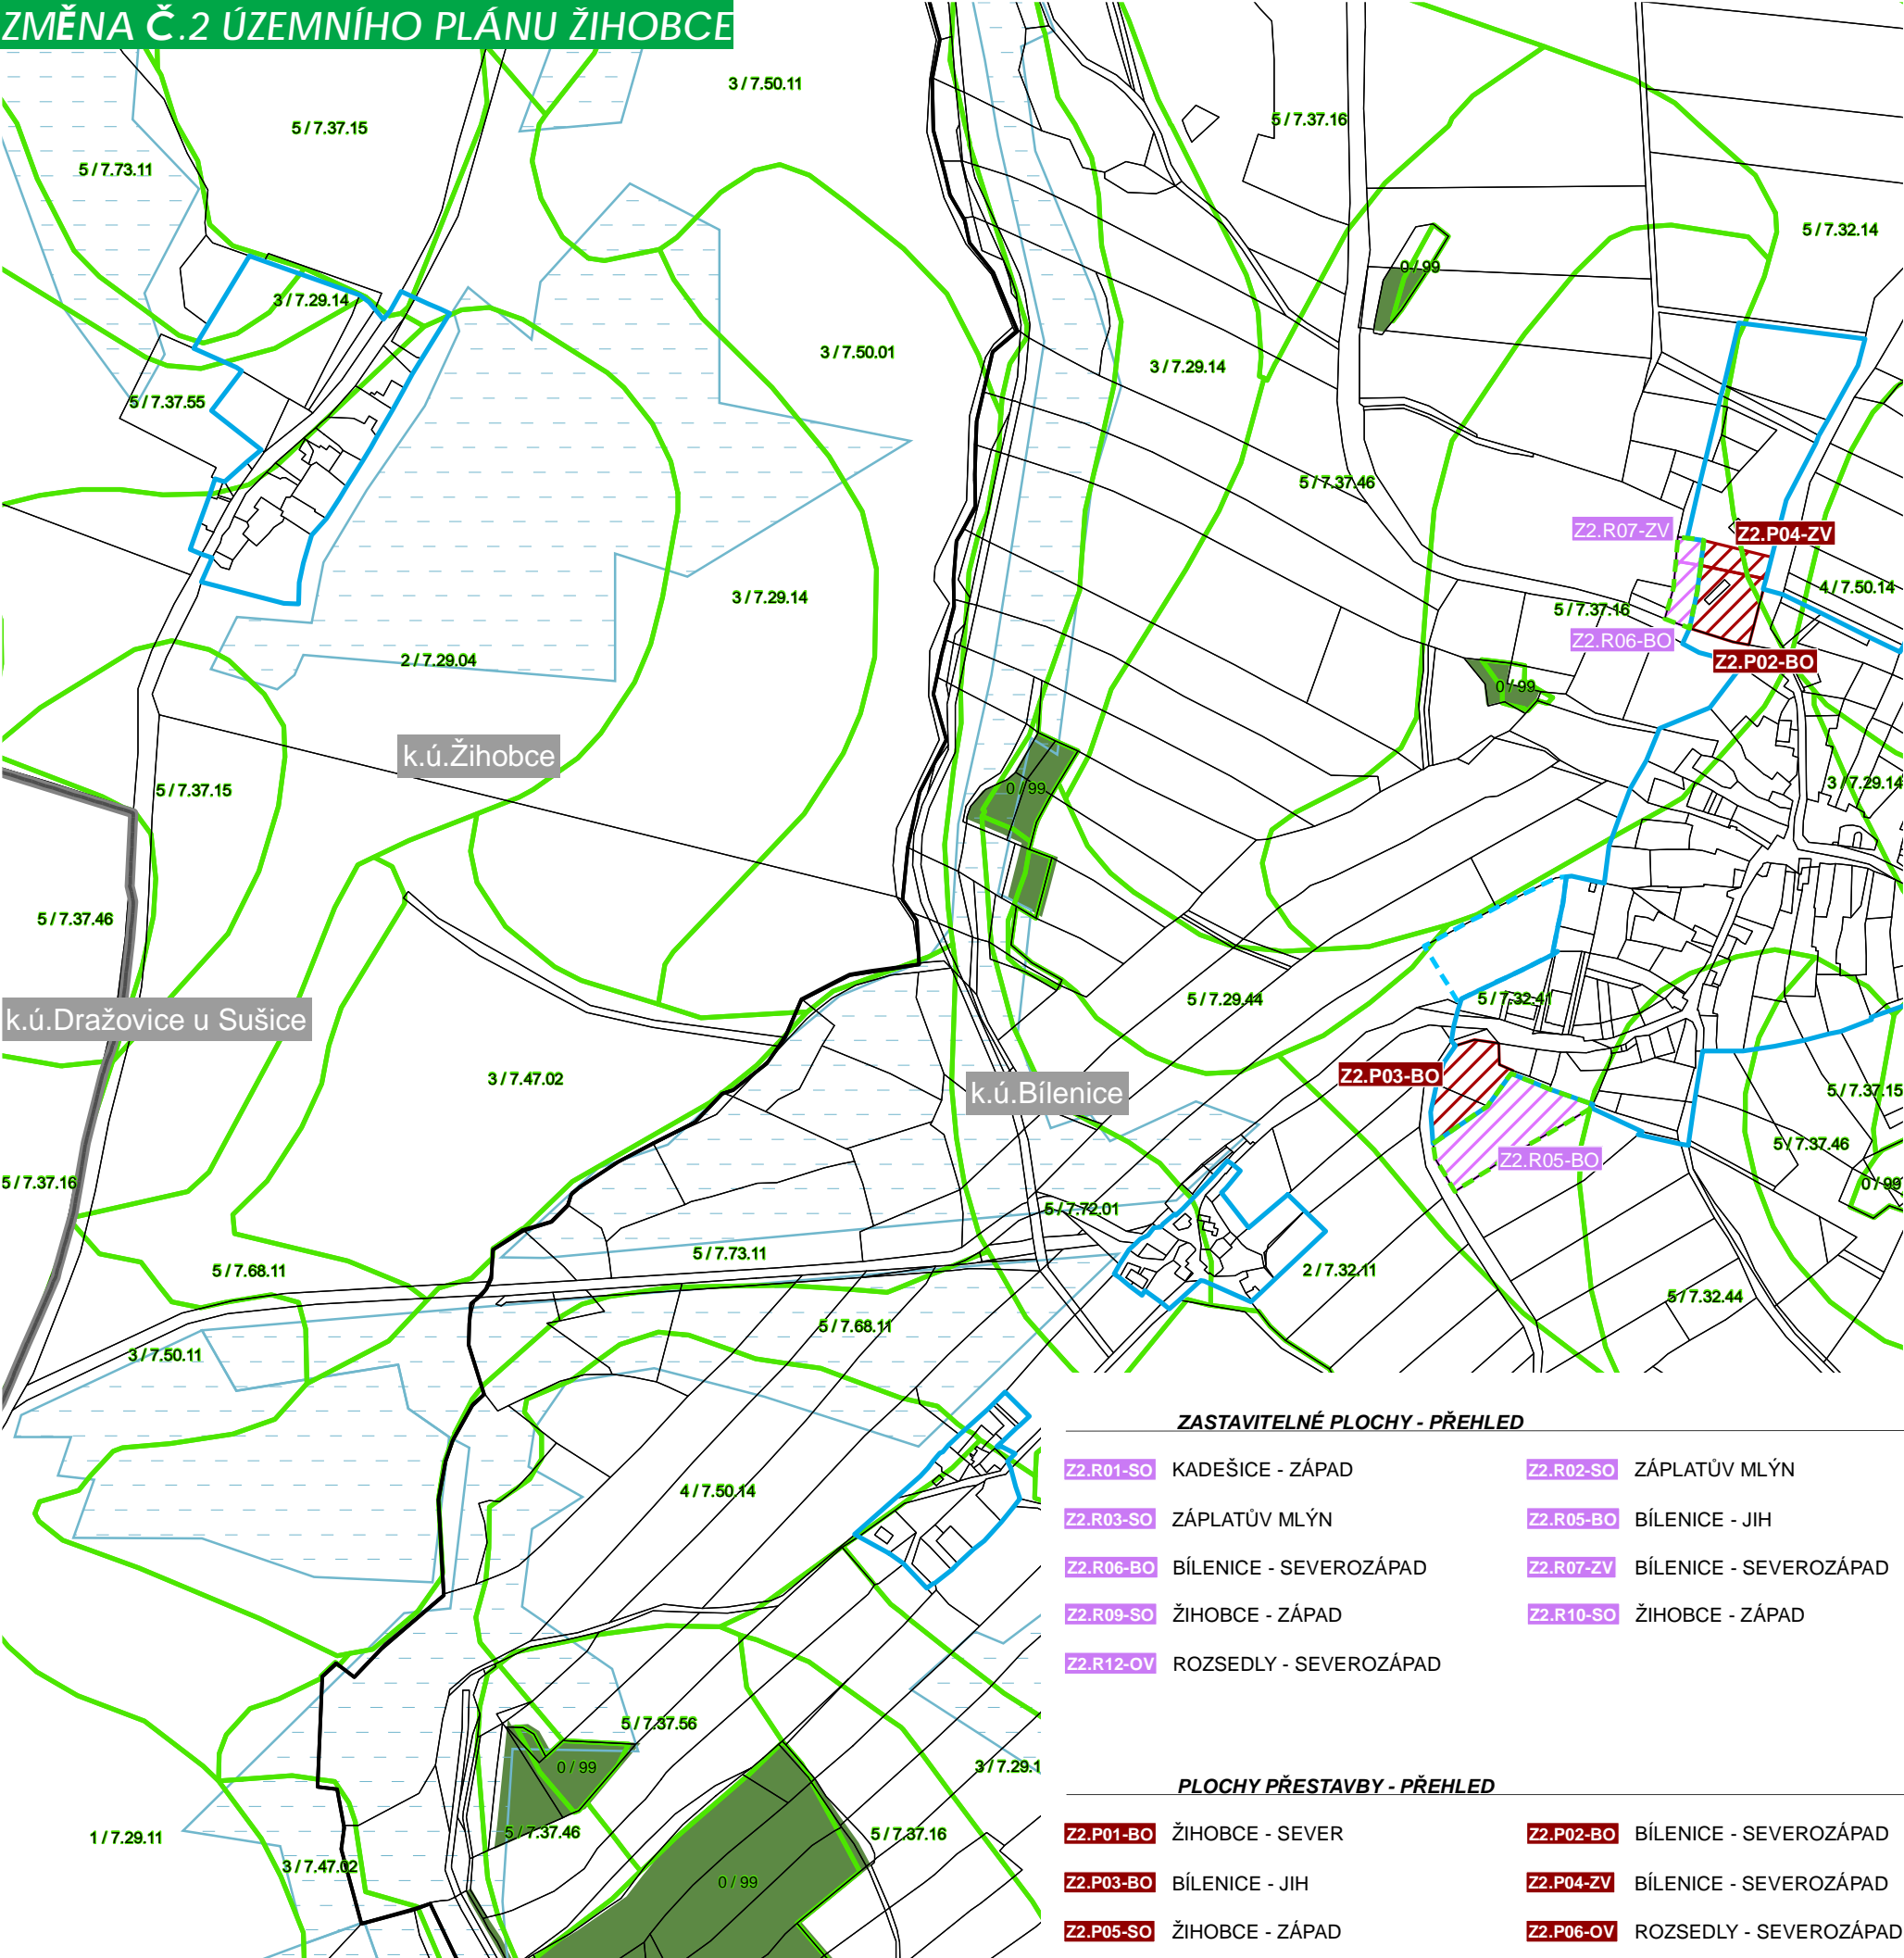 ZMĚNA Č.2 ÚZEMNÍHO PLÁNU ŽIHOBCE
3 / 7.50.11
5 / 7.37.15
5 / 7.37.16
5 / 7.73.11
5 / 7.32.14
0 / 99
3 / 7.29.14
3 / 7.50.01
3 / 7.29.14
5 / 7.37.55
5 / 7.37.46
Z2.R07-ZV
Z2.P04-ZV
4 / 7.50.14
3 / 7.29.14
5 / 7.37.16
Z2.R06-BO
2 / 7.29.04
Z2.P02-BO
0 / 99
k.ú.Žihobce
5 / 7.37.15
0 / 99
3 / 7.29.14
5 / 7.37.46
5 / 7.29.44
5 / 7.32.41
k.ú.Dražovice u Sušice
3 / 7.47.02
Z2.P03-BO
k.ú.Bílenice
5 / 7.37.15
5 / 7.37.46
Z2.R05-BO
5 / 7.37.16
0 / 99
5 / 7.72.01
5 / 7.73.11
5 / 7.68.11
2 / 7.32.11
5 / 7.32.44
5 / 7.68.11
3 / 7.50.11
4 / 7.50.14
5 / 7.37.56
0 / 99
3 / 7.29.1
5 / 7.37.46
5 / 7.37.16
1 / 7.29.11
3 / 7.47.02
0 / 99
ZASTAVITELNÉ PLOCHY - PŘEHLED
Z2.R01-SO KADEŠICE - ZÁPAD
Z2.R02-SO ZÁPLATŮV MLÝN
Z2.R03-SO ZÁPLATŮV MLÝN
Z2.R05-BO BÍLENICE - JIH
Z2.R06-BO BÍLENICE - SEVEROZÁPAD
Z2.R07-ZV BÍLENICE - SEVEROZÁPAD
Z2.R09-SO ŽIHOBCE - ZÁPAD
Z2.R10-SO ŽIHOBCE - ZÁPAD
Z2.R12-OV ROZSEDLY - SEVEROZÁPAD
PLOCHY PŘESTAVBY - PŘEHLED
Z2.P01-BO ŽIHOBCE - SEVER
Z2.P02-BO BÍLENICE - SEVEROZÁPAD
Z2.P03-BO BÍLENICE - JIH
Z2.P04-ZV BÍLENICE - SEVEROZÁPAD
Z2.P05-SO ŽIHOBCE - ZÁPAD
Z2.P06-OV ROZSEDLY - SEVEROZÁPAD